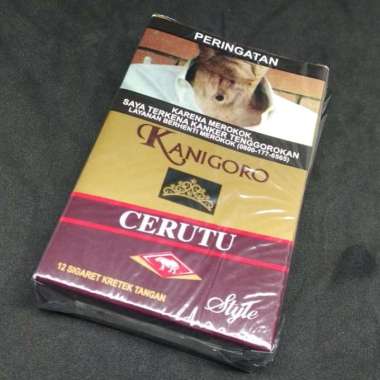 PERINGATAN
KARENA MEROKOK,
SAYA TERKENA KANKER TENGGOROKAN
LAYANAN BERHENTI MEROKOK (0800-177-6565)
KANIGORO
CERUTU
12 SIGARET KRETEK TANGAN
Style